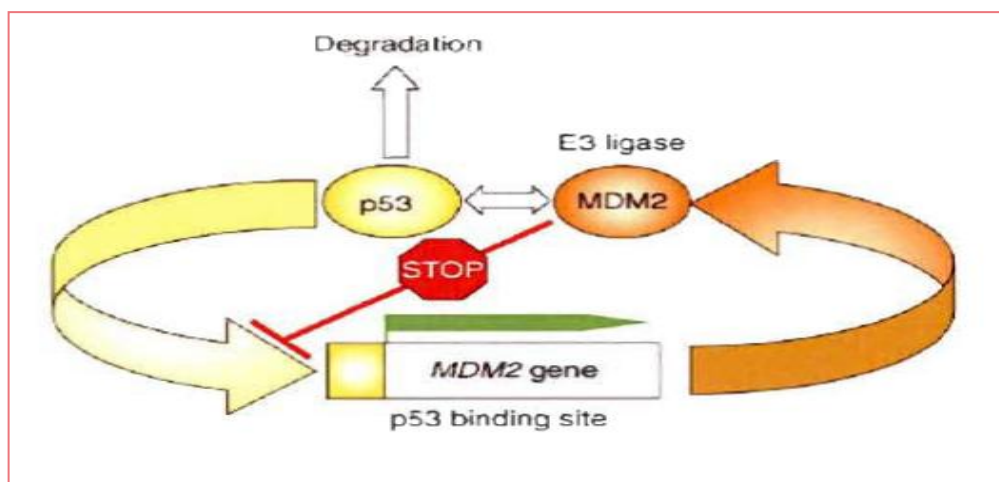 Degradation
E3 ligase
p53
MDM2
STOP
MDM2 gene
p53 binding site